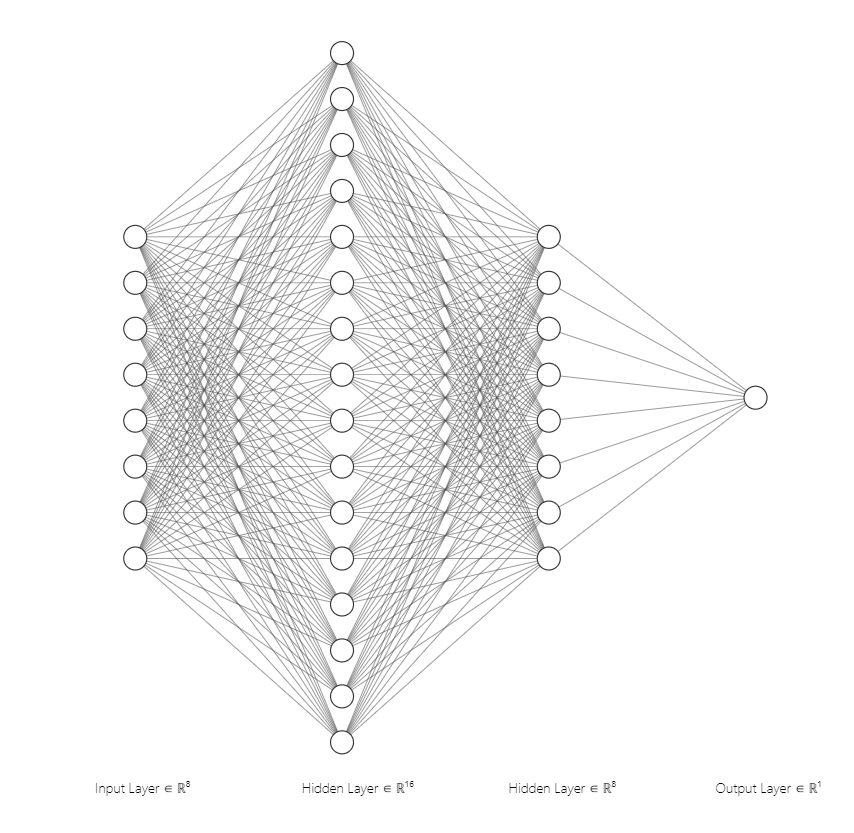 Input Layer ∈ ℝ⁸
Hidden Layer ∈ ℝ¹⁶
Hidden Layer ∈ ℝ⁸
Output Layer ∈ ℝ¹